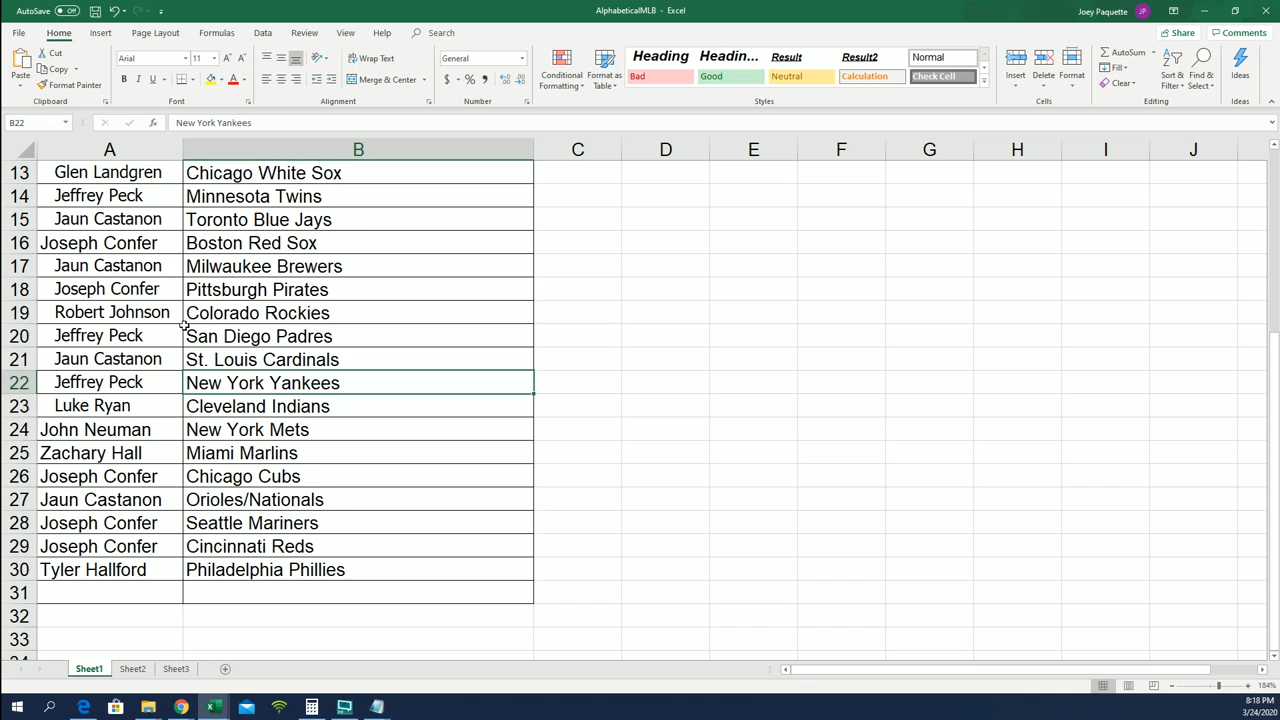 AutoSave Off AlphabeticalMLB - Excel Joey Paquette JP
File Home Insert Page Layout Formulas Data Review View Help Search Share Comments
Paste Cut Copy Format Painter Clipboard
Arial 11 B I U A A Font
Wrap Text Merge & Center Alignment
General $ % , Number
Conditional Formatting Format as Table
Heading Headin... Result Result2 Normal
Bad Good Neutral Calculation Check Cell
Styles
Insert Delete Format Cells
AutoSum Fill Clear Sort & Filter Find & Select Editing
Ideas Ideas
B22 fx New York Yankees
A B C D E F G H I J
13 Glen Landgren Chicago White Sox
14 Jeffrey Peck Minnesota Twins
15 Jaun Castanon Toronto Blue Jays
16 Joseph Confer Boston Red Sox
17 Jaun Castanon Milwaukee Brewers
18 Joseph Confer Pittsburgh Pirates
19 Robert Johnson Colorado Rockies
20 Jeffrey Peck San Diego Padres
21 Jaun Castanon St. Louis Cardinals
22 Jeffrey Peck New York Yankees
23 Luke Ryan Cleveland Indians
24 John Neuman New York Mets
25 Zachary Hall Miami Marlins
26 Joseph Confer Chicago Cubs
27 Jaun Castanon Orioles/Nationals
28 Joseph Confer Seattle Mariners
29 Joseph Confer Cincinnati Reds
30 Tyler Hallford Philadelphia Phillies
31
32
33
Sheet1 Sheet2 Sheet3
184%
8:18 PM
3/24/2020